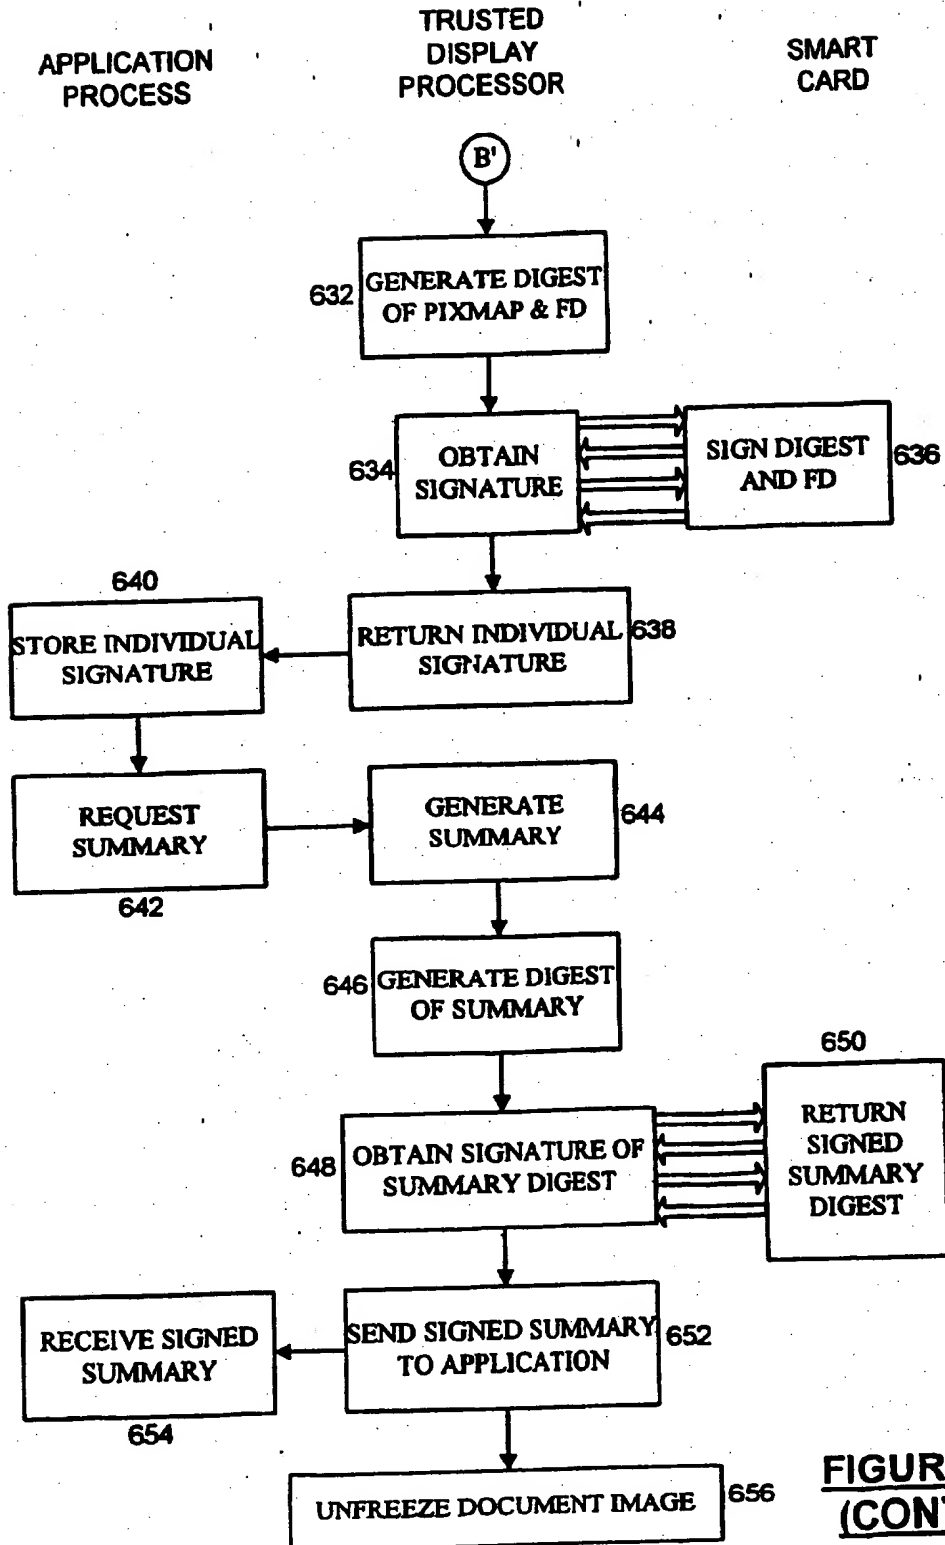 APPLICATION
PROCESS
TRUSTED
DISPLAY
PROCESSOR
SMART
CARD
B'
632
GENERATE DIGEST
OF PIXMAP & FD
634
OBTAIN
SIGNATURE
SIGN DIGEST
AND FD
636
640
STORE INDIVIDUAL
SIGNATURE
RETURN INDIVIDUAL
SIGNATURE
638
REQUEST
SUMMARY
642
GENERATE
SUMMARY
644
646
GENERATE DIGEST
OF SUMMARY
648
OBTAIN SIGNATURE OF
SUMMARY DIGEST
650
RETURN
SIGNED
SUMMARY
DIGEST
RECEIVE SIGNED
SUMMARY
654
SEND SIGNED SUMMARY
TO APPLICATION
652
UNFREEZE DOCUMENT IMAGE
656
FIGUR
(CON